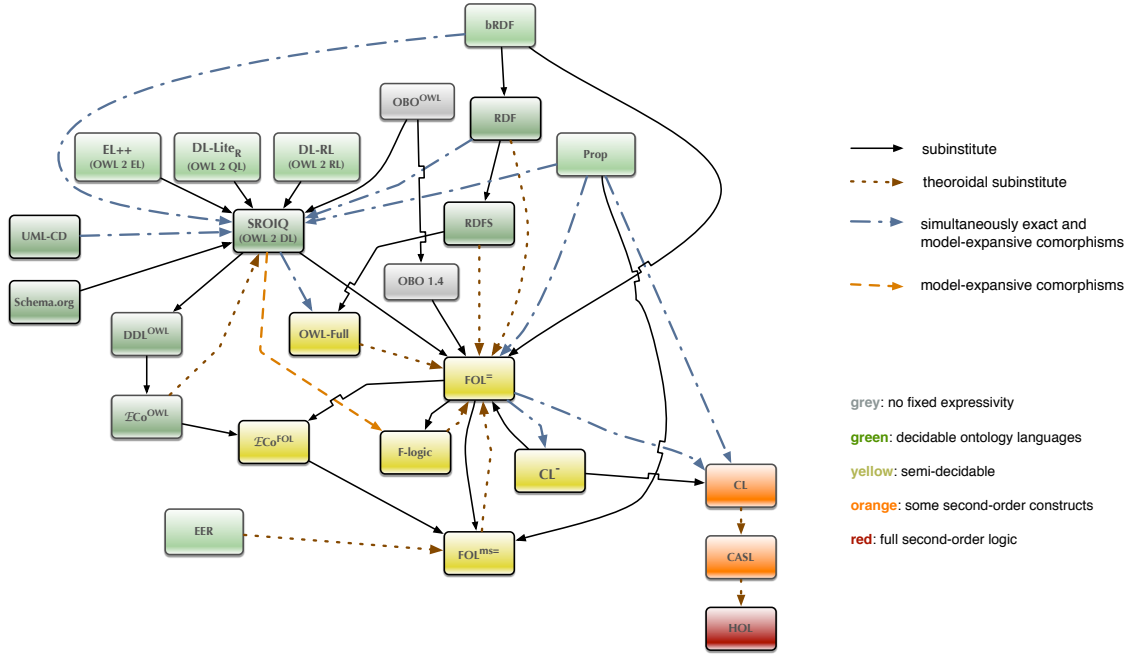 bRDF
OBO^OWL
RDF
EL++
(OWL 2 EL)
DL-Lite_R
(OWL 2 QL)
DL-RL
(OWL 2 RL)
Prop
UML-CD
SROIQ
(OWL 2 DL)
RDFS
OBO 1.4
Schema.org
DDL^OWL
OWL-Full
FOL^=
ℰCo^OWL
ℰCo^FOL
F-logic
CL^-
CL
EER
FOL^ms=
CASL
HOL
subinstitute
theoroidal subinstitute
simultaneously exact and
model-expansive comorphisms
model-expansive comorphisms
grey: no fixed expressivity
green: decidable ontology languages
yellow: semi-decidable
orange: some second-order constructs
red: full second-order logic